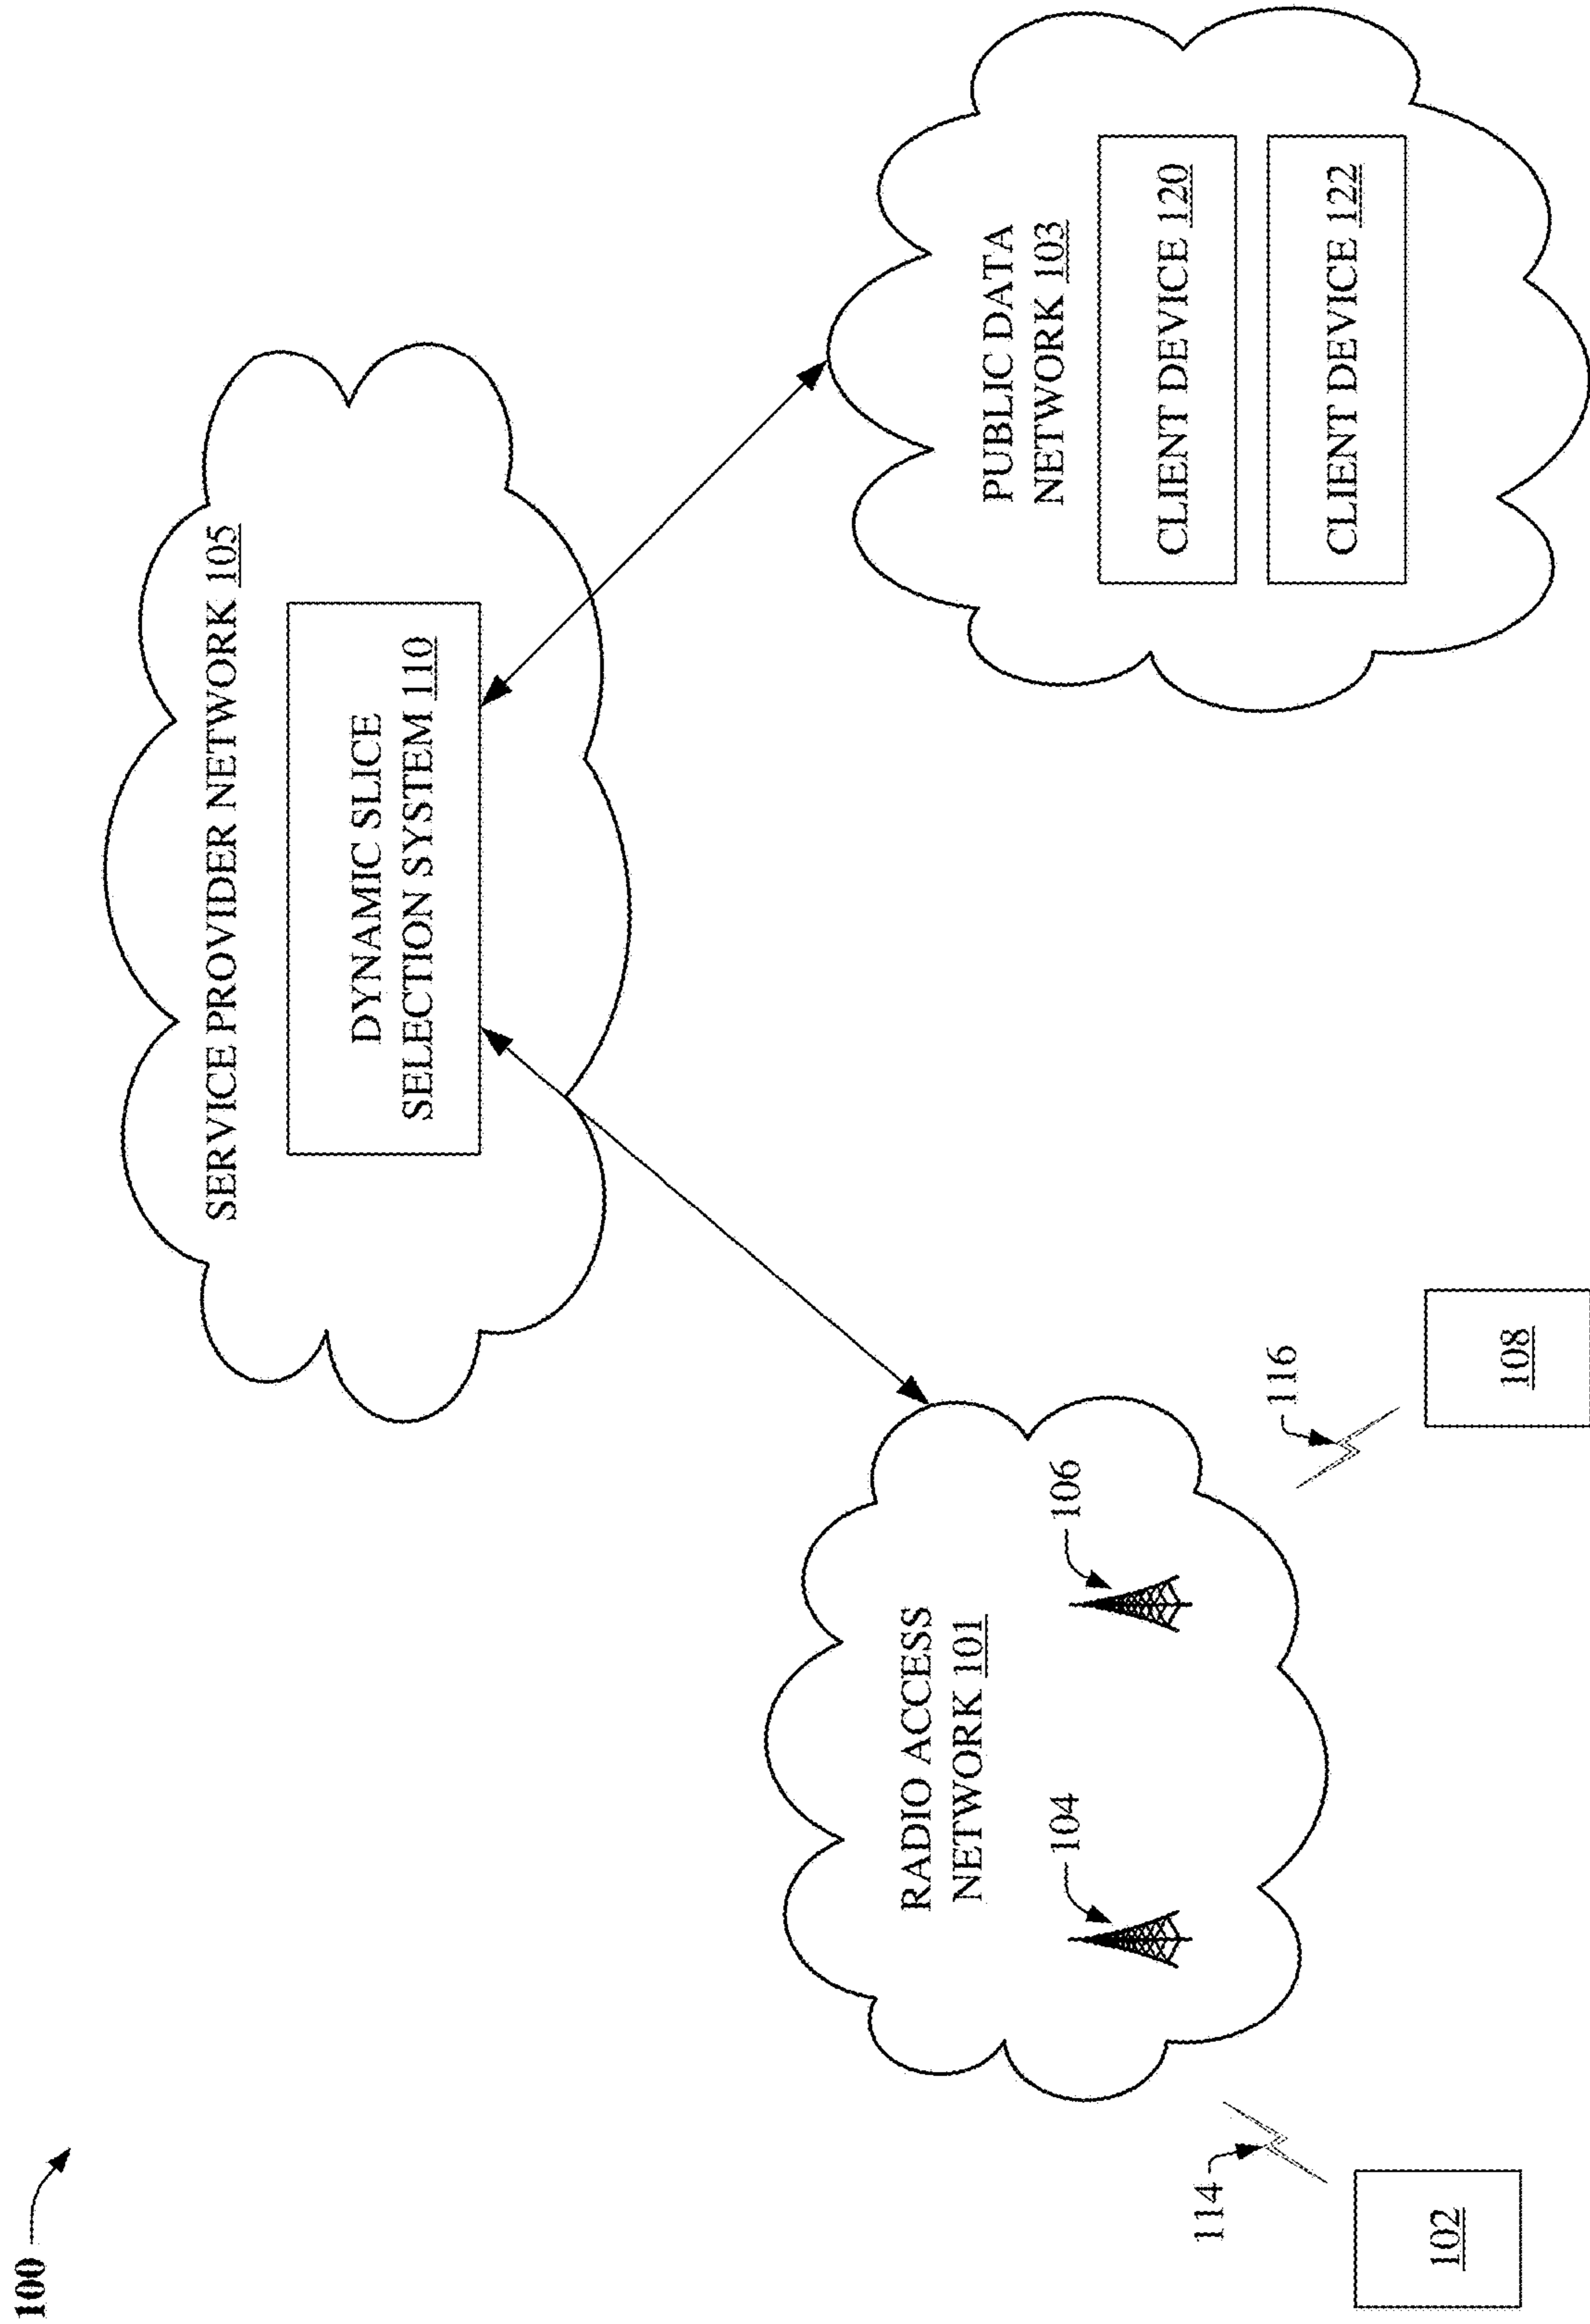 100
SERVICE PROVIDER NETWORK 105
DYNAMIC SLICE
SELECTION SYSTEM 110
RADIO ACCESS
NETWORK 101
104
106
114
102
116
108
PUBLIC DATA
NETWORK 103
CLIENT DEVICE 120
CLIENT DEVICE 122